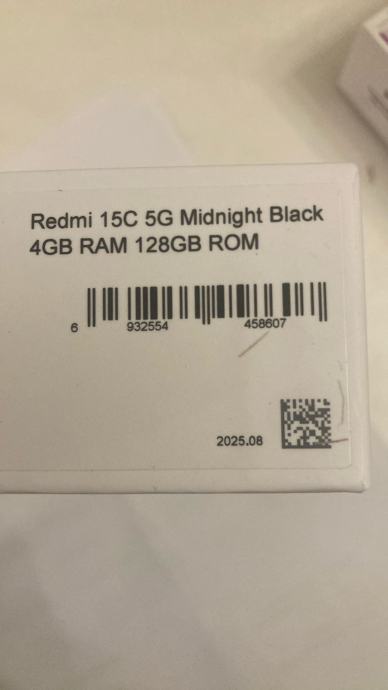 Redmi 15C 5G Midnight Black
4GB RAM 128GB ROM
6 932554 458607
2025.08